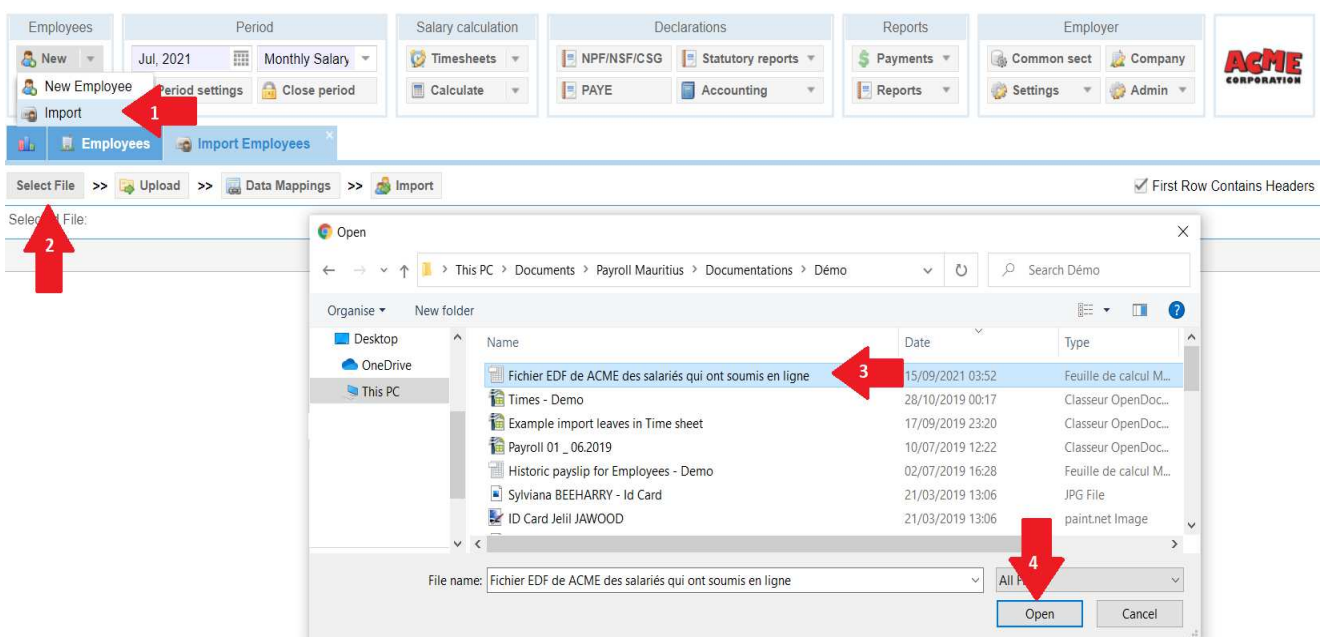 Employees Period Salary calculation Declarations Reports Employer
New Jul, 2021 Monthly Salary Timesheets NPF/NSF/CSG Statutory reports Payments Common sect Company
New Employee Period settings Close period Calculate PAYE Accounting Reports Settings Admin
ACME
CORPORATION
Import 1
Employees Import Employees ×
Select File >> Upload >> Data Mappings >> Import First Row Contains Headers
Selected File:
2
Open
This PC > Documents > Payroll Mauritius > Documentations > Démo Search Démo
Organise New folder
Desktop
OneDrive
This PC
Name Date Type
Fichier EDF de ACME des salariés qui ont soumis en ligne 3 15/09/2021 03:52 Feuille de calcul M...
Times - Demo 28/10/2019 00:17 Classeur OpenDoc...
Example import leaves in Time sheet 17/09/2019 23:20 Classeur OpenDoc...
Payroll 01 _ 06.2019 10/07/2019 12:22 Classeur OpenDoc...
Historic payslip for Employees - Demo 02/07/2019 16:28 Feuille de calcul M...
Sylviana BEEHARRY - Id Card 21/03/2019 13:06 JPG File
ID Card Jelil JAWOOD 21/03/2019 13:06 paint.net Image
4
File name: Fichier EDF de ACME des salariés qui ont soumis en ligne All
Open Cancel